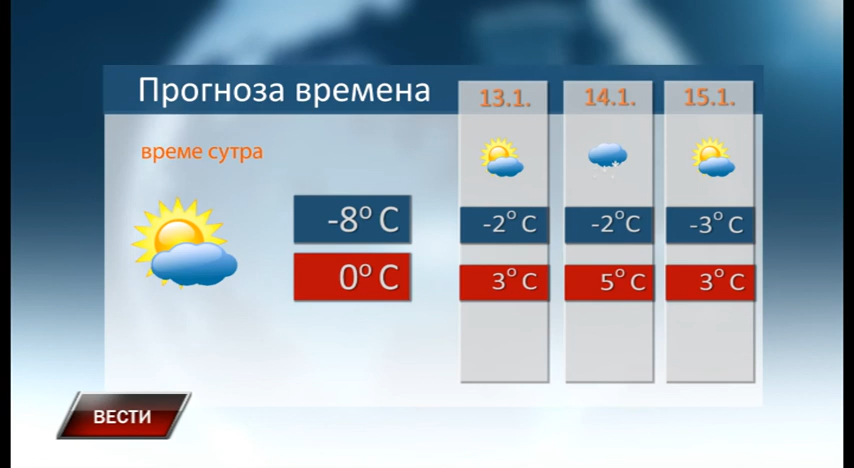 Прогноза времена
време сутра
-8° C
0° C
13.1.
-2° C
3° C
14.1.
-2°C
5° C
15.1.
-3° C
3° C
ВЕСТИ